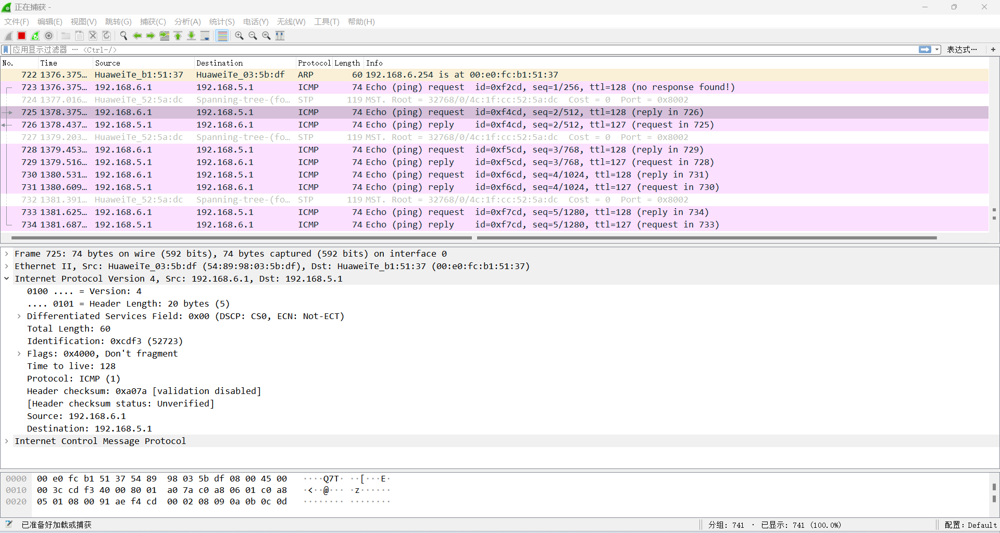 正在捕获 -
文件(F) 编辑(E) 视图(V) 跳转(G) 捕获(C) 分析(A) 统计(S) 电话(Y) 无线(W) 工具(T) 帮助(H)
应用显示过滤器 … <Ctrl-/> 表达式… +
No. Time Source Destination Protocol Length Info
722 1376.375… HuaweiTe_b1:51:37 HuaweiTe_03:5b:df ARP 60 192.168.6.254 is at 00:e0:fc:b1:51:37
723 1376.375… 192.168.6.1 192.168.5.1 ICMP 74 Echo (ping) request id=0xf2cd, seq=1/256, ttl=128 (no response found!)
724 1377.016… HuaweiTe_52:5a:dc Spanning-tree-(fo… STP 119 MST. Root = 32768/0/4c:1f:cc:52:5a:dc Cost = 0 Port = 0x8002
725 1378.375… 192.168.6.1 192.168.5.1 ICMP 74 Echo (ping) request id=0xf4cd, seq=2/512, ttl=128 (reply in 726)
726 1378.437… 192.168.5.1 192.168.6.1 ICMP 74 Echo (ping) reply id=0xf4cd, seq=2/512, ttl=127 (request in 725)
727 1379.203… HuaweiTe_52:5a:dc Spanning-tree-(fo… STP 119 MST. Root = 32768/0/4c:1f:cc:52:5a:dc Cost = 0 Port = 0x8002
728 1379.453… 192.168.6.1 192.168.5.1 ICMP 74 Echo (ping) request id=0xf5cd, seq=3/768, ttl=128 (reply in 729)
729 1379.516… 192.168.5.1 192.168.6.1 ICMP 74 Echo (ping) reply id=0xf5cd, seq=3/768, ttl=127 (request in 728)
730 1380.531… 192.168.6.1 192.168.5.1 ICMP 74 Echo (ping) request id=0xf6cd, seq=4/1024, ttl=128 (reply in 731)
731 1380.609… 192.168.5.1 192.168.6.1 ICMP 74 Echo (ping) reply id=0xf6cd, seq=4/1024, ttl=127 (request in 730)
732 1381.391… HuaweiTe_52:5a:dc Spanning-tree-(fo… STP 119 MST. Root = 32768/0/4c:1f:cc:52:5a:dc Cost = 0 Port = 0x8002
733 1381.625… 192.168.6.1 192.168.5.1 ICMP 74 Echo (ping) request id=0xf7cd, seq=5/1280, ttl=128 (reply in 734)
734 1381.687… 192.168.5.1 192.168.6.1 ICMP 74 Echo (ping) reply id=0xf7cd, seq=5/1280, ttl=127 (request in 733)
Frame 725: 74 bytes on wire (592 bits), 74 bytes captured (592 bits) on interface 0
Ethernet II, Src: HuaweiTe_03:5b:df (54:89:98:03:5b:df), Dst: HuaweiTe_b1:51:37 (00:e0:fc:b1:51:37)
Internet Protocol Version 4, Src: 192.168.6.1, Dst: 192.168.5.1
0100 .... = Version: 4
.... 0101 = Header Length: 20 bytes (5)
Differentiated Services Field: 0x00 (DSCP: CS0, ECN: Not-ECT)
Total Length: 60
Identification: 0xcdf3 (52723)
Flags: 0x4000, Don't fragment
Time to live: 128
Protocol: ICMP (1)
Header checksum: 0xa07a [validation disabled]
[Header checksum status: Unverified]
Source: 192.168.6.1
Destination: 192.168.5.1
Internet Control Message Protocol
0000 00 e0 fc b1 51 37 54 89 98 03 5b df 08 00 45 00 ····Q7T· ··[···E·
0010 00 3c cd f3 40 00 80 01 a0 7a c0 a8 06 01 c0 a8 ·<··@··· ·z······
0020 05 01 08 00 91 ae f4 cd 00 02 08 09 0a 0b 0c 0d ········ ········
已准备好加载或捕获 分组: 741 · 已显示: 741 (100.0%) 配置: Default